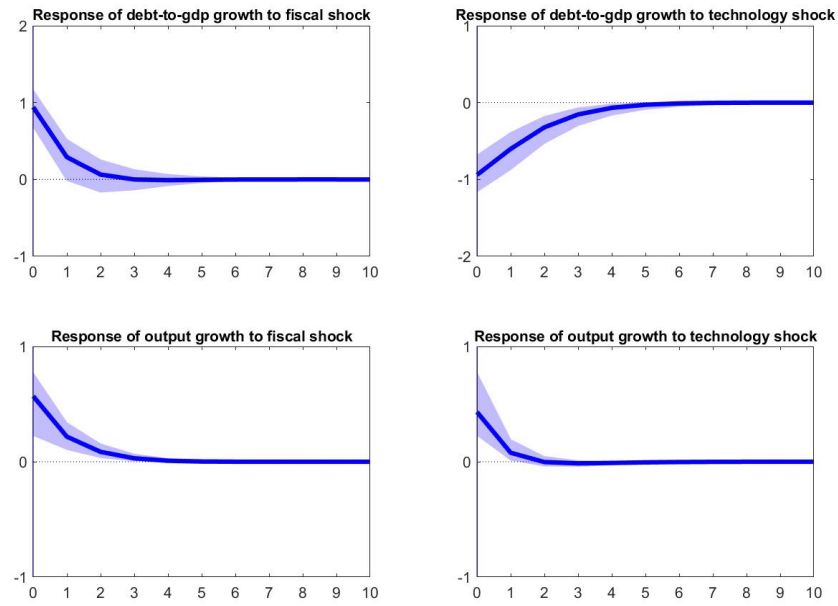 Response of debt-to-gdp growth to fiscal shock
2
1
0
-1
0 1 2 3 4 5 6 7 8 9 10
Response of debt-to-gdp growth to technology shock
0
-1
-2
0 1 2 3 4 5 6 7 8 9 10
Response of output growth to fiscal shock
1
0
-1
0 1 2 3 4 5 6 7 8 9 10
Response of output growth to technology shock
1
0
-1
0 1 2 3 4 5 6 7 8 9 10